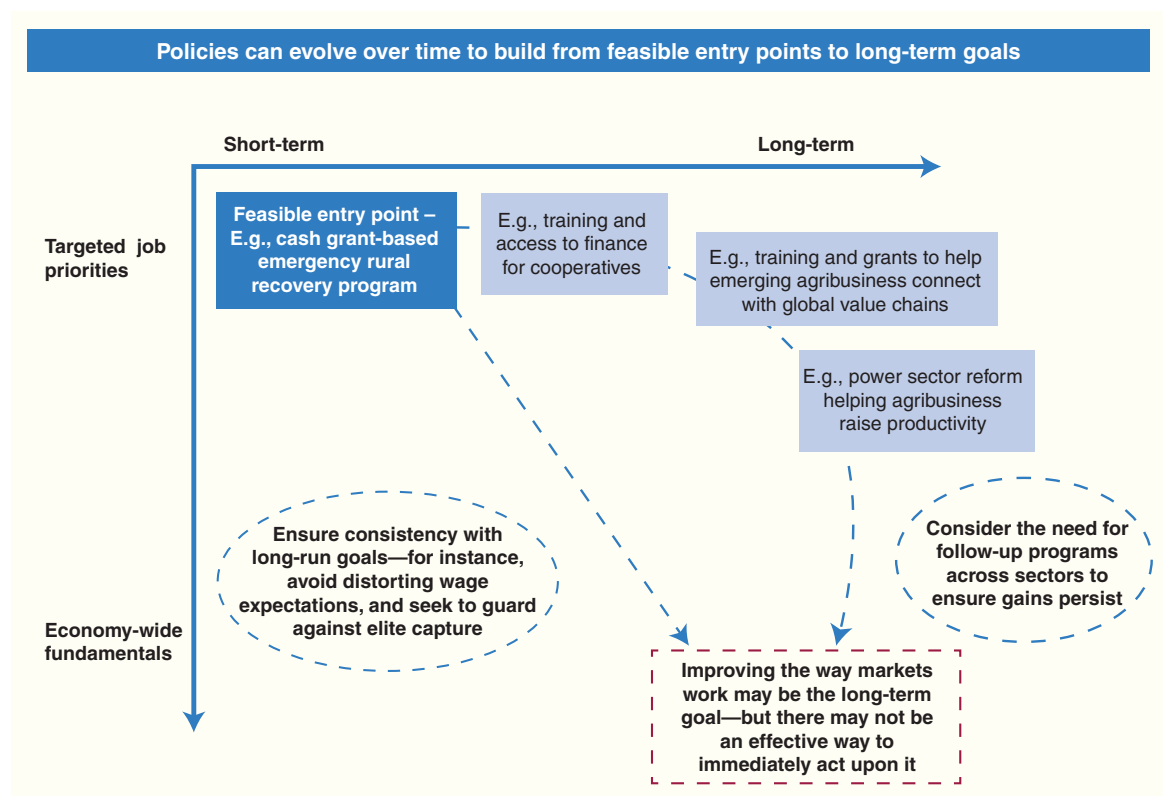 Policies can evolve over time to build from feasible entry points to long-term goals
Short-term
Long-term
Targeted job
priorities
Feasible entry point –
E.g., cash grant-based
emergency rural
recovery program
E.g., training and
access to finance
for cooperatives
E.g., training and grants to help
emerging agribusiness connect
with global value chains
E.g., power sector reform
helping agribusiness
raise productivity
Ensure consistency with
long-run goals—for instance,
avoid distorting wage
expectations, and seek to guard
against elite capture
Consider the need for
follow-up programs
across sectors to
ensure gains persist
Economy-wide
fundamentals
Improving the way markets
work may be the long-term
goal—but there may not be
an effective way to
immediately act upon it